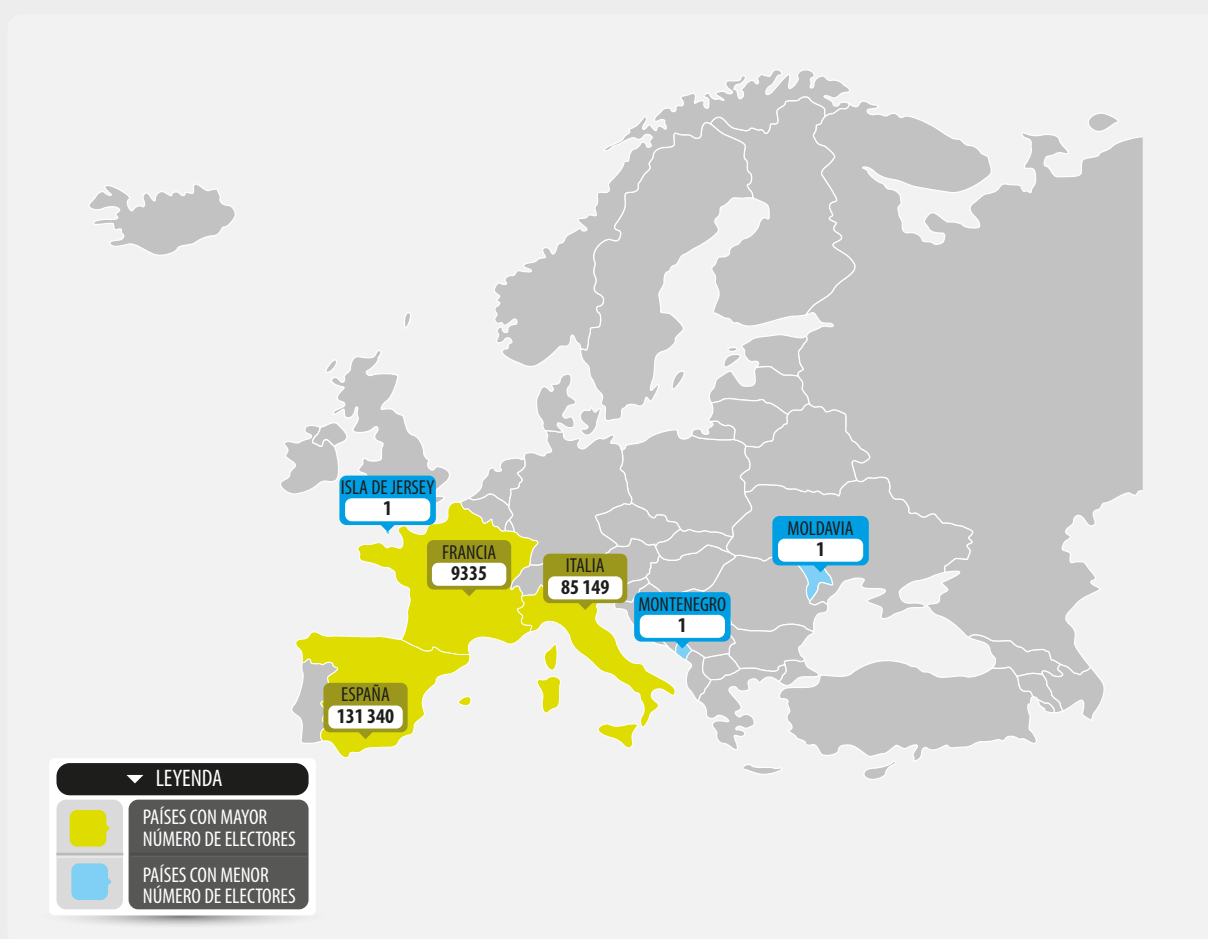 ISLA DE JERSEY
1
MOLDAVIA
1
FRANCIA
9335
ITALIA
85 149
MONTENEGRO
1
ESPAÑA
131 340
LEYENDA
PAÍSES CON MAYOR
NÚMERO DE ELECTORES
PAÍSES CON MENOR
NÚMERO DE ELECTORES